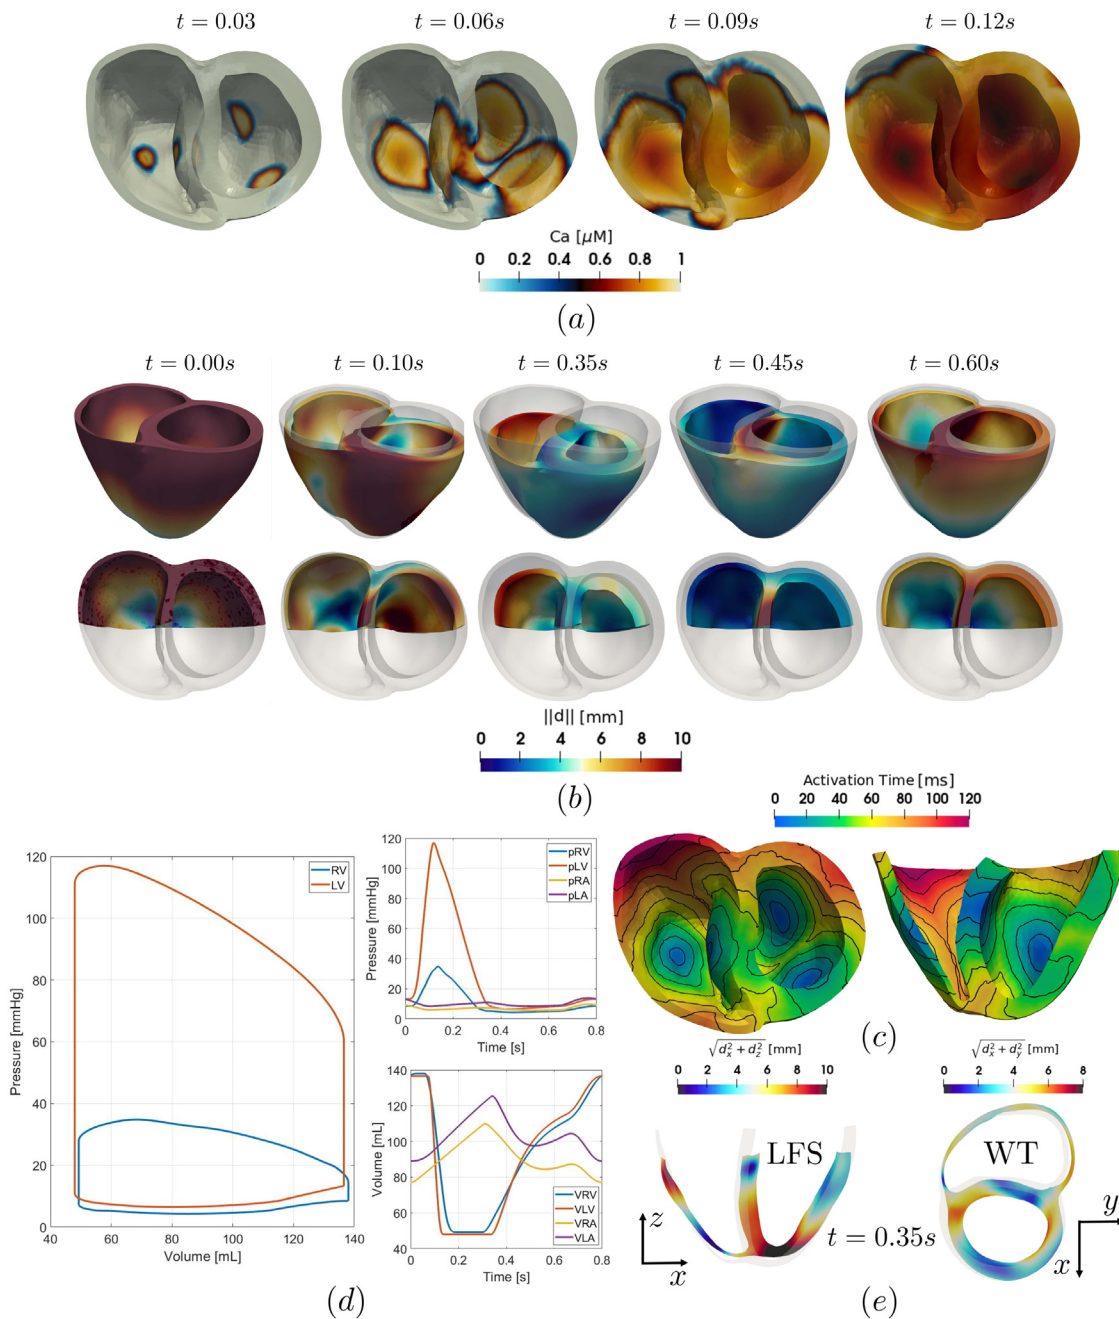 t = 0.03
t = 0.06s
t = 0.09s
t = 0.12s
Ca [μM]
0 0.2 0.4 0.6 0.8 1
(a)
t = 0.00s
t = 0.10s
t = 0.35s
t = 0.45s
t = 0.60s
||d|| [mm]
0 2 4 6 8 10
(b)
Activation Time [ms]
0 20 40 60 80 100 120
(c)
Pressure [mmHg]
120
100
80
60
40
20
0
40 60 80 100 120 140
Volume [mL]
RV
LV
Pressure [mmHg]
120
100
80
60
40
20
0
0 0.2 0.4 0.6 0.8
Time [s]
pRV
pLV
pRA
pLA
Volume [mL]
140
120
100
80
60
40
0 0.2 0.4 0.6 0.8
Time [s]
VRV
VLV
VRA
VLA
(d)
√d_x^2 + d_z^2 [mm]
0 2 4 6 8 10
LFS
z
x
t = 0.35s
√d_x^2 + d_y^2 [mm]
0 2 4 6 8
WT
y
x
(e)